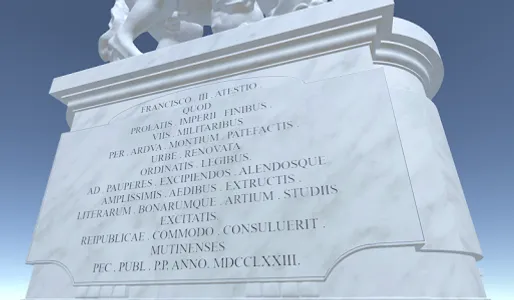 FRANCISCO . III . ATESTIO .
QUOD
PROLATIS . IMPERII FINIBUS .
VIIS . MILITARIBUS
PER . ARDVA . MONTIUM . PATEFACTIS .
URBE . RENOVATA
ORDINATIS . LEGIBUS
AD . PAUPERES . EXCIPIENDOS . ALENDOSQUE
AMPLISSIMIS . AEDIBUS . EXTRUCTIS .
LITERARUM . BONARUMQUE . ARTIUM . STUDIIS
EXCITATIS
REIPUBLICAE . COMMODO . CONSULUERIT .
MUTINENSES
PEC . PUBL . P.P. ANNO. MDCCLXXIII.